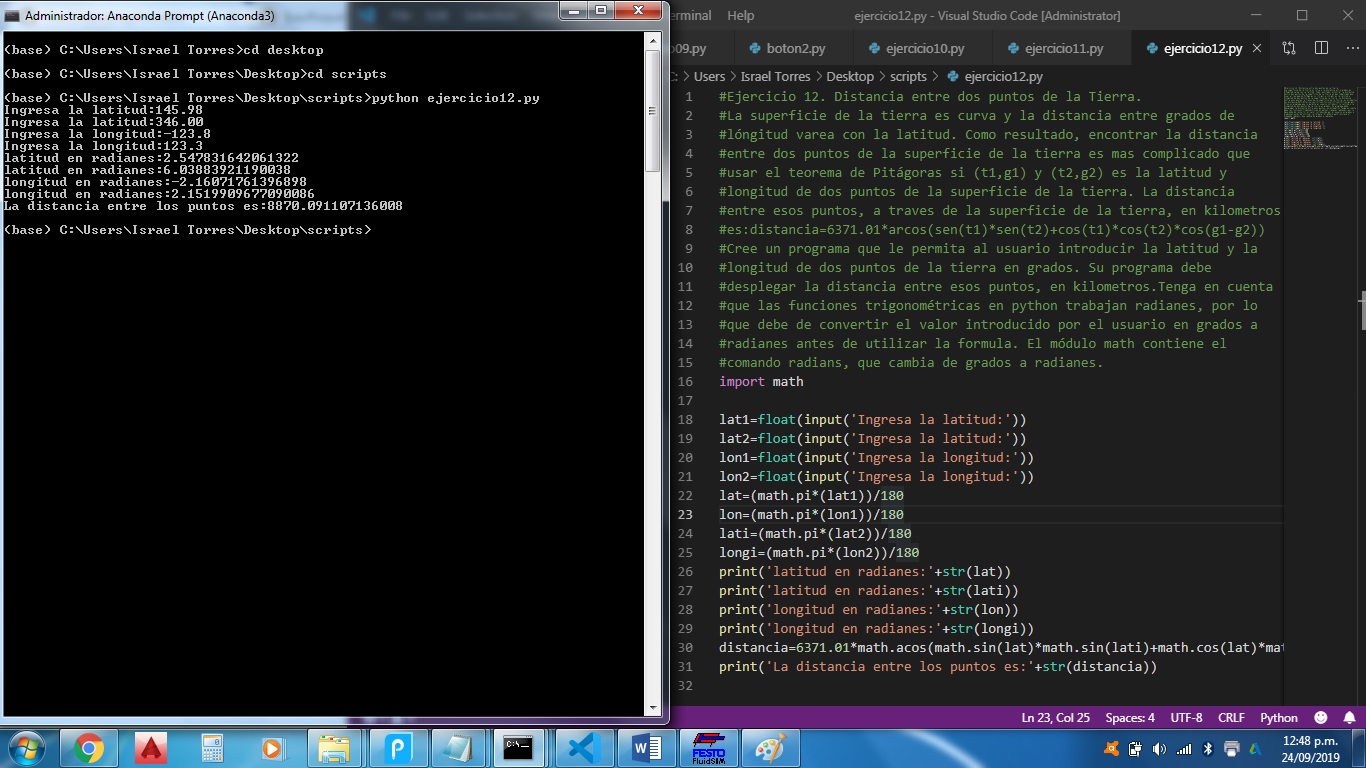 Administrador: Anaconda Prompt (Anaconda3)
(base) C:\Users\Israel Torres>cd desktop
(base) C:\Users\Israel Torres\Desktop>cd scripts
(base) C:\Users\Israel Torres\Desktop\scripts>python ejercicio12.py
Ingresa la latitud:145.98
Ingresa la latitud:346.00
Ingresa la longitud:-123.8
Ingresa la longitud:123.3
latitud en radianes:2.547831642061322
latitud en radianes:6.03883921190038
longitud en radianes:-2.16071761396898
longitud en radianes:2.1519909677090086
La distancia entre los puntos es:8870.091107136008
(base) C:\Users\Israel Torres\Desktop\scripts>
erminal Help ejercicio12.py - Visual Studio Code [Administrator]
o09.py boton2.py ejercicio10.py ejercicio11.py ejercicio12.py
C: > Users > Israel Torres > Desktop > scripts > ejercicio12.py
1 #Ejercicio 12. Distancia entre dos puntos de la Tierra.
2 #La superficie de la tierra es curva y la distancia entre grados de
3 #lóngitud varea con la latitud. Como resultado, encontrar la distancia
4 #entre dos puntos de la superficie de la tierra es mas complicado que
5 #usar el teorema de Pitágoras si (t1,g1) y (t2,g2) es la latitud y
6 #longitud de dos puntos de la superficie de la tierra. La distancia
7 #entre esos puntos, a traves de la superficie de la tierra, en kilometros
8 #es:distancia=6371.01*arcos(sen(t1)*sen(t2)+cos(t1)*cos(t2)*cos(g1-g2))
9 #Cree un programa que le permita al usuario introducir la latitud y la
10 #longitud de dos puntos de la tierra en grados. Su programa debe
11 #desplegar la distancia entre esos puntos, en kilometros.Tenga en cuenta
12 #que las funciones trigonométricas en python trabajan radianes, por lo
13 #que debe de convertir el valor introducido por el usuario en grados a
14 #radianes antes de utilizar la formula. El módulo math contiene el
15 #comando radians, que cambia de grados a radianes.
16 import math
17
18 lat1=float(input('Ingresa la latitud:'))
19 lat2=float(input('Ingresa la latitud:'))
20 lon1=float(input('Ingresa la longitud:'))
21 lon2=float(input('Ingresa la longitud:'))
22 lat=(math.pi*(lat1))/180
23 lon=(math.pi*(lon1))/180
24 lati=(math.pi*(lat2))/180
25 longi=(math.pi*(lon2))/180
26 print('latitud en radianes:'+str(lat))
27 print('latitud en radianes:'+str(lati))
28 print('longitud en radianes:'+str(lon))
29 print('longitud en radianes:'+str(longi))
30 distancia=6371.01*math.acos(math.sin(lat)*math.sin(lati)+math.cos(lat)*mat
31 print('La distancia entre los puntos es:'+str(distancia))
32
Ln 23, Col 25 Spaces: 4 UTF-8 CRLF Python
FESTO
FluidSIM
12:48 p.m.
24/09/2019